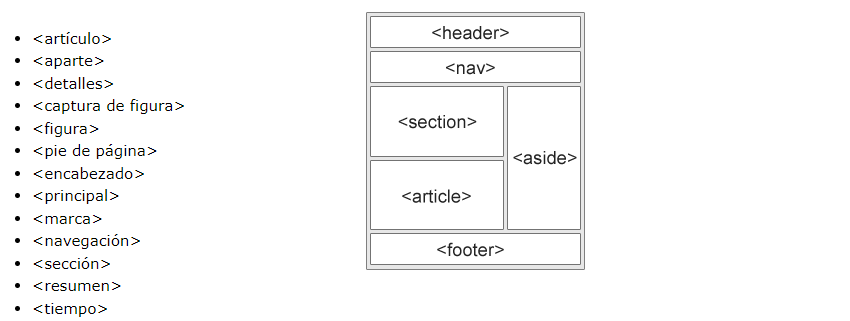 <artículo>
<aparte>
<detalles>
<captura de figura>
<figura>
<pie de página>
<encabezado>
<principal>
<marca>
<navegación>
<sección>
<resumen>
<tiempo>
<header>
<nav>
<section>
<aside>
<article>
<footer>